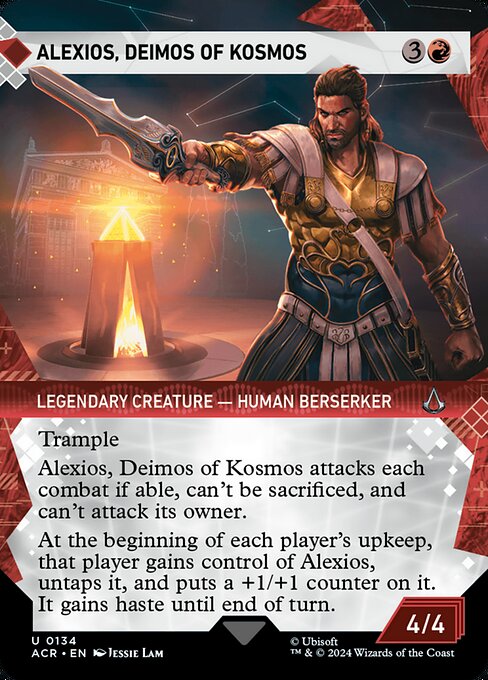 ALEXIOS, DEIMOS OF KOSMOS 3
LEGENDARY CREATURE — HUMAN BERSERKER
Trample
Alexios, Deimos of Kosmos attacks each
combat if able, can't be sacrificed, and
can't attack its owner.
At the beginning of each player's upkeep,
that player gains control of Alexios,
untaps it, and puts a +1/+1 counter on it.
It gains haste until end of turn.
4/4
U 0134
ACR • EN Jessie Lam
© Ubisoft
™ & © 2024 Wizards of the Coast